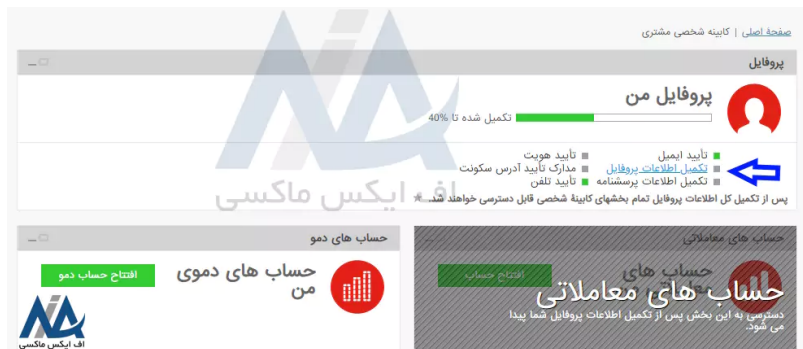 صفحهٔ اصلی | کابینه شخصی مشتری
پروفایل
پروفایل من
تکمیل شده تا 40%
تأیید ایمیل
تکمیل اطلاعات پروفایل
تکمیل اطلاعات پرسشنامه
تأیید هویت
مدارک تأیید آدرس سکونت
تأیید تلفن
پس از تکمیل کل اطلاعات پروفایل تمام بخشهای کابینهٔ شخصی قابل دسترسی خواهند شد. *
اف ایکس ماکسی
حساب های معاملاتی
حساب های معاملاتی من
افتتاح حساب
حساب های معاملاتی
دسترسی به این بخش پس از تکمیل اطلاعات پروفایل شما پیدا
می شود.
حساب های دمو
حساب های دموی
من
افتتاح حساب دمو
اف ایکس ماکسی